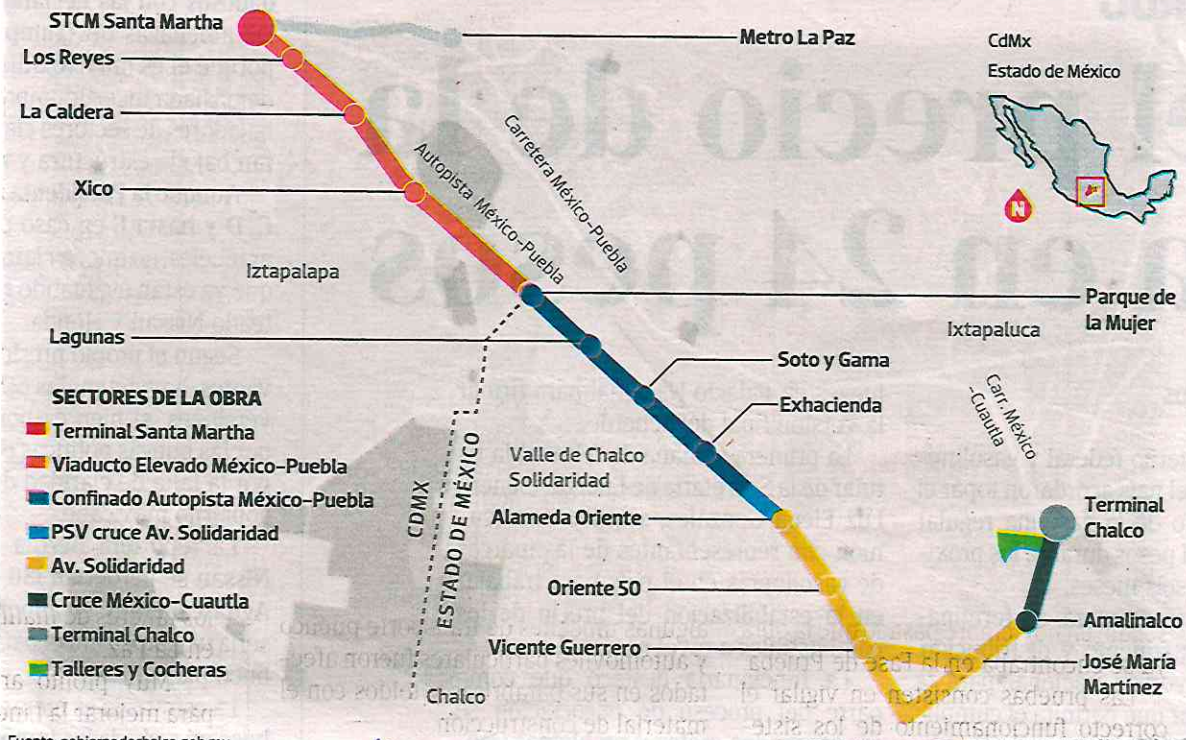 STCM Santa Martha
Los Reyes
La Caldera
Xico
Metro La Paz
CdMx
Estado de México
N
Autopista México–Puebla
Carretera México–Puebla
Iztapalapa
Parque de
la Mujer
Ixtapaluca
Lagunas
Soto y Gama
Exhacienda
Carr. México
–Cuautla
SECTORES DE LA OBRA
Terminal Santa Martha
Viaducto Elevado México–Puebla
Confinado Autopista México–Puebla
PSV cruce Av. Solidaridad
Av. Solidaridad
Cruce México–Cuautla
Terminal Chalco
Talleres y Cocheras
CDMX
ESTADO DE MÉXICO
Valle de Chalco
Solidaridad
Alameda Oriente
Oriente 50
Vicente Guerrero
Chalco
Terminal
Chalco
Amalinalco
José María
Martínez